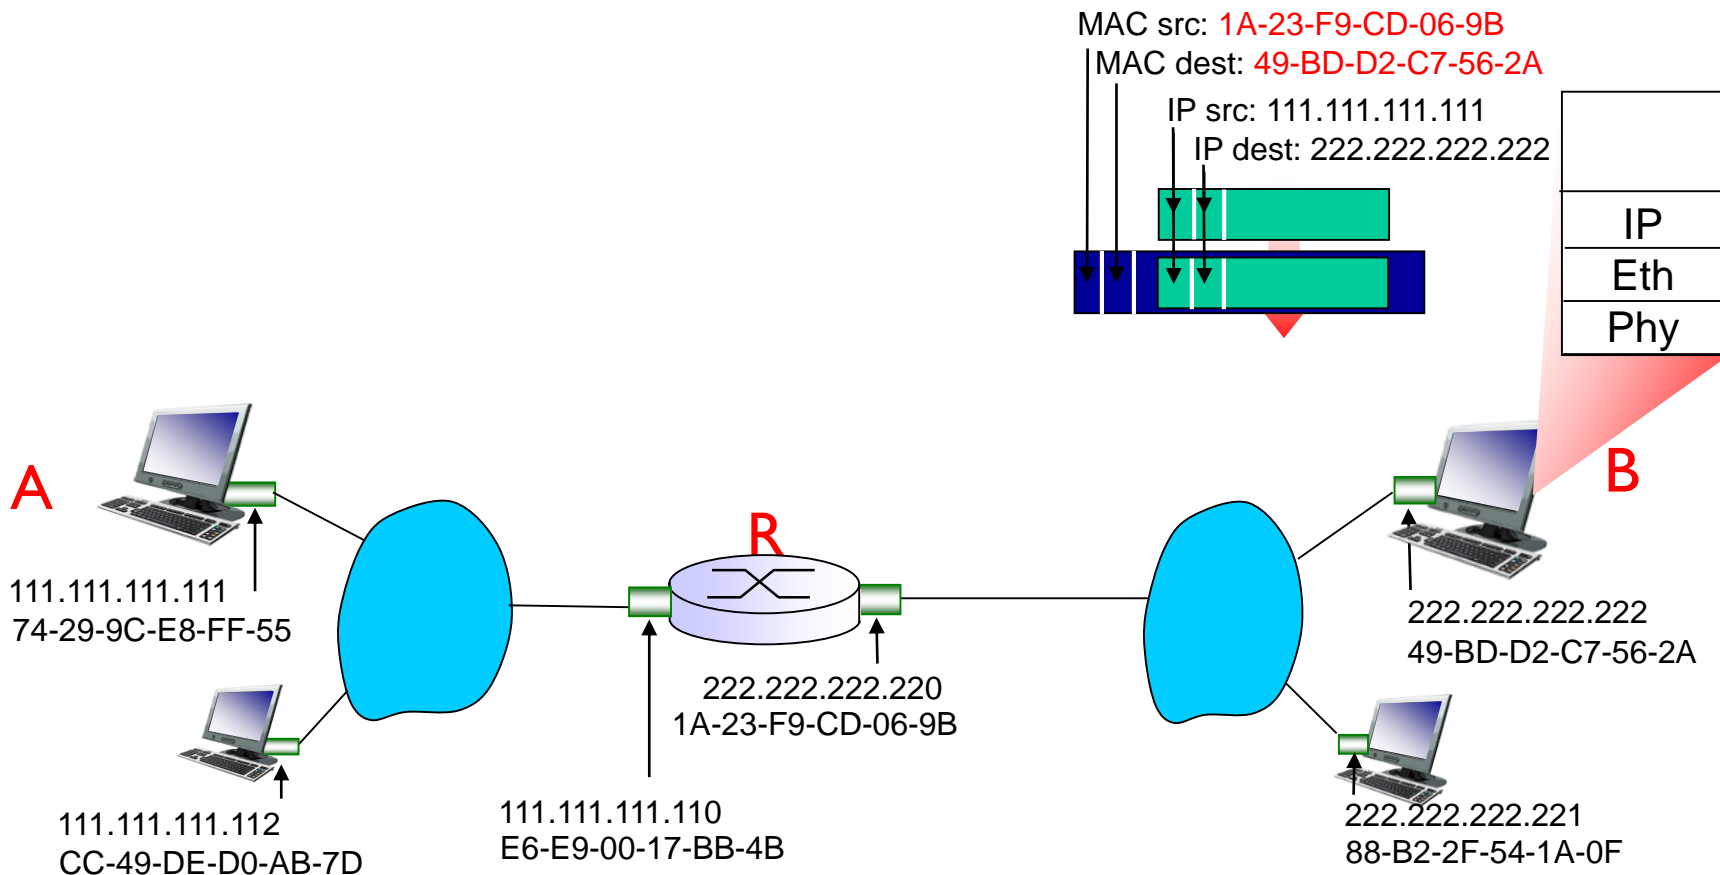 MAC src: 1A-23-F9-CD-06-9B
MAC dest: 49-BD-D2-C7-56-2A
IP src: 111.111.111.111
IP dest: 222.222.222.222
IP
Eth
Phy
A
B
R
111.111.111.111
74-29-9C-E8-FF-55
222.222.222.222
49-BD-D2-C7-56-2A
222.222.222.220
1A-23-F9-CD-06-9B
111.111.111.112
CC-49-DE-D0-AB-7D
111.111.111.110
E6-E9-00-17-BB-4B
222.222.222.221
88-B2-2F-54-1A-0F